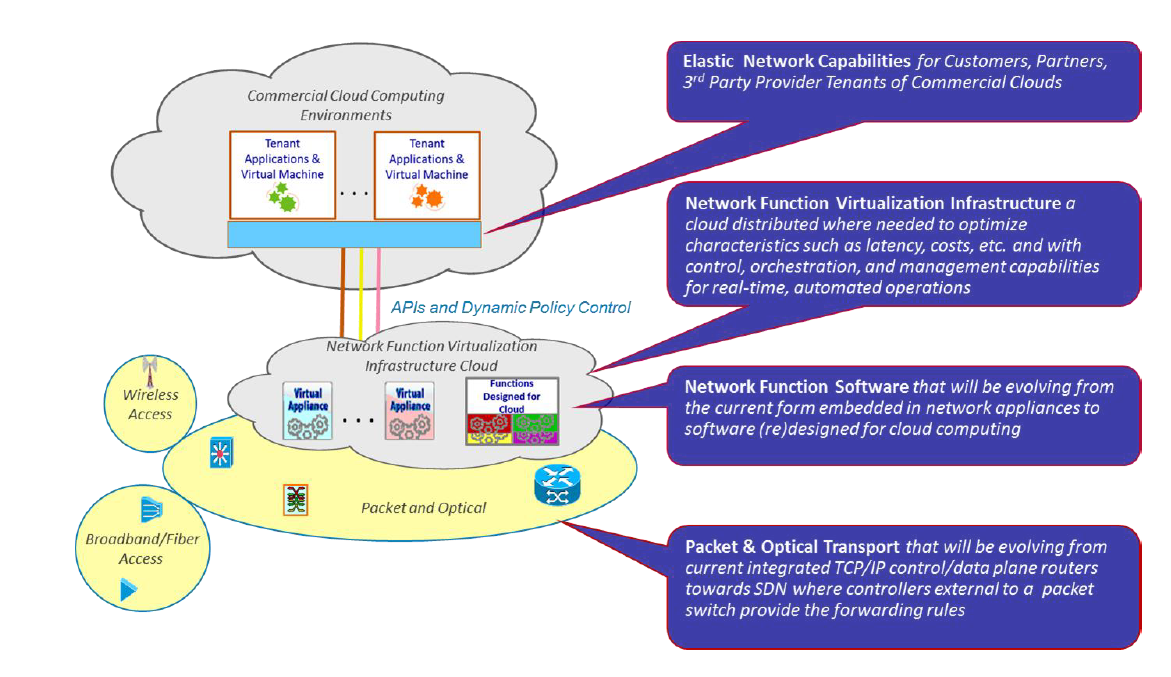 Commercial Cloud Computing
Environments
Tenant
Applications &
Virtual Machine
. . .
Tenant
Applications &
Virtual Machine
APIs and Dynamic Policy Control
Network Function Virtualization
Infrastructure Cloud
Virtual
Appliance
. . .
Virtual
Appliance
Functions
Designed for
Cloud
Wireless
Access
Packet and Optical
Broadband/Fiber
Access
Elastic Network Capabilities for Customers, Partners,
3rd Party Provider Tenants of Commercial Clouds
Network Function Virtualization Infrastructure a
cloud distributed where needed to optimize
characteristics such as latency, costs, etc. and with
control, orchestration, and management capabilities
for real-time, automated operations
Network Function Software that will be evolving from
the current form embedded in network appliances to
software (re)designed for cloud computing
Packet & Optical Transport that will be evolving from
current integrated TCP/IP control/data plane routers
towards SDN where controllers external to a packet
switch provide the forwarding rules